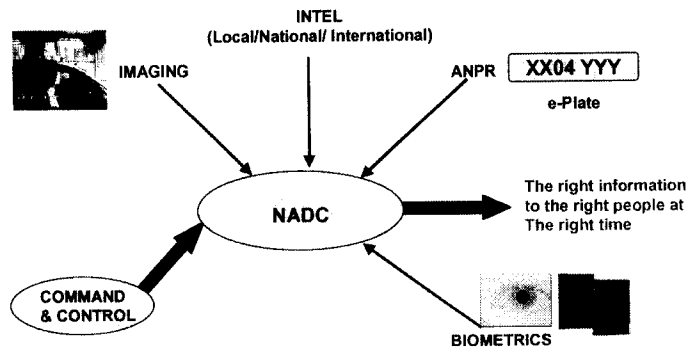 INTEL
(Local/National/ International)
IMAGING
ANPR
XX04 YYY
e-Plate
NADC
The right information
to the right people at
The right time
COMMAND
& CONTROL
BIOMETRICS